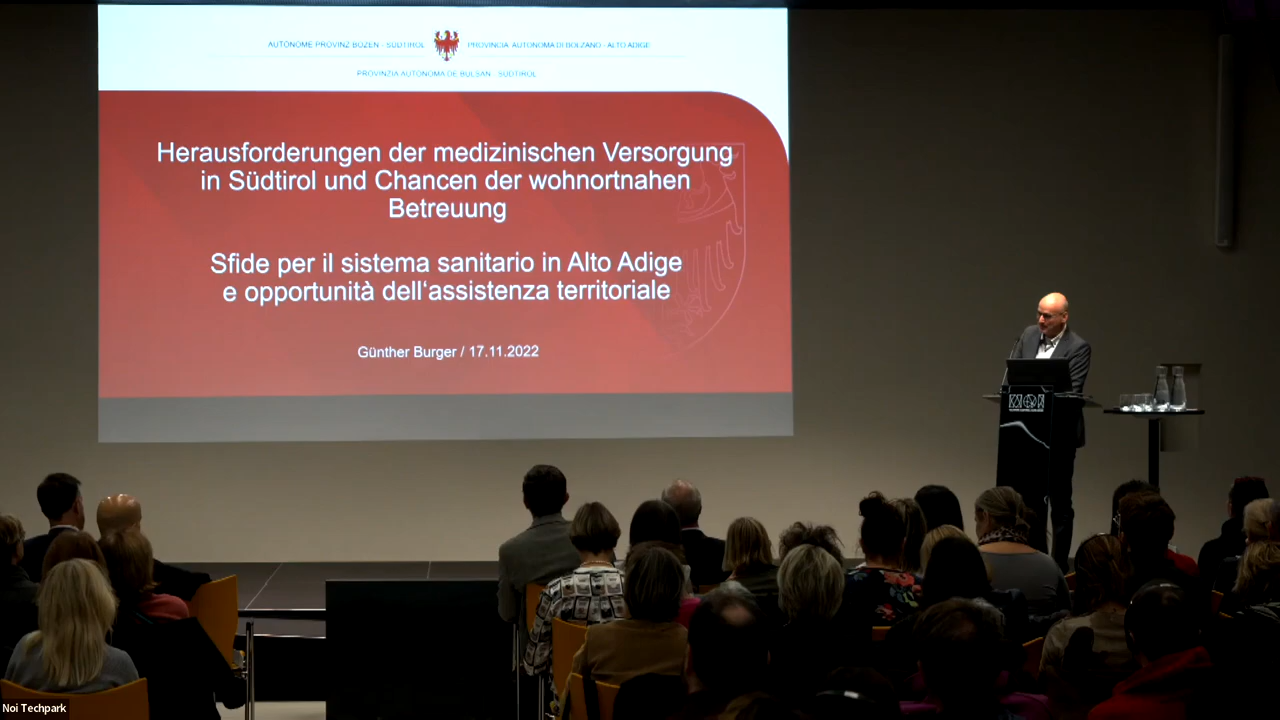 AUTONOME PROVINZ BOZEN - SÜDTIROL
PROVINCIA AUTONOMA DI BOLZANO - ALTO ADIGE
PROVINZIA AUTONOMA DE BULSAN - SÜDTIROL
Herausforderungen der medizinischen Versorgung
in Südtirol und Chancen der wohnortnahen
Betreuung
Sfide per il sistema sanitario in Alto Adige
e opportunità dell‘assistenza territoriale
Günther Burger / 17.11.2022
NOI
Noi Techpark